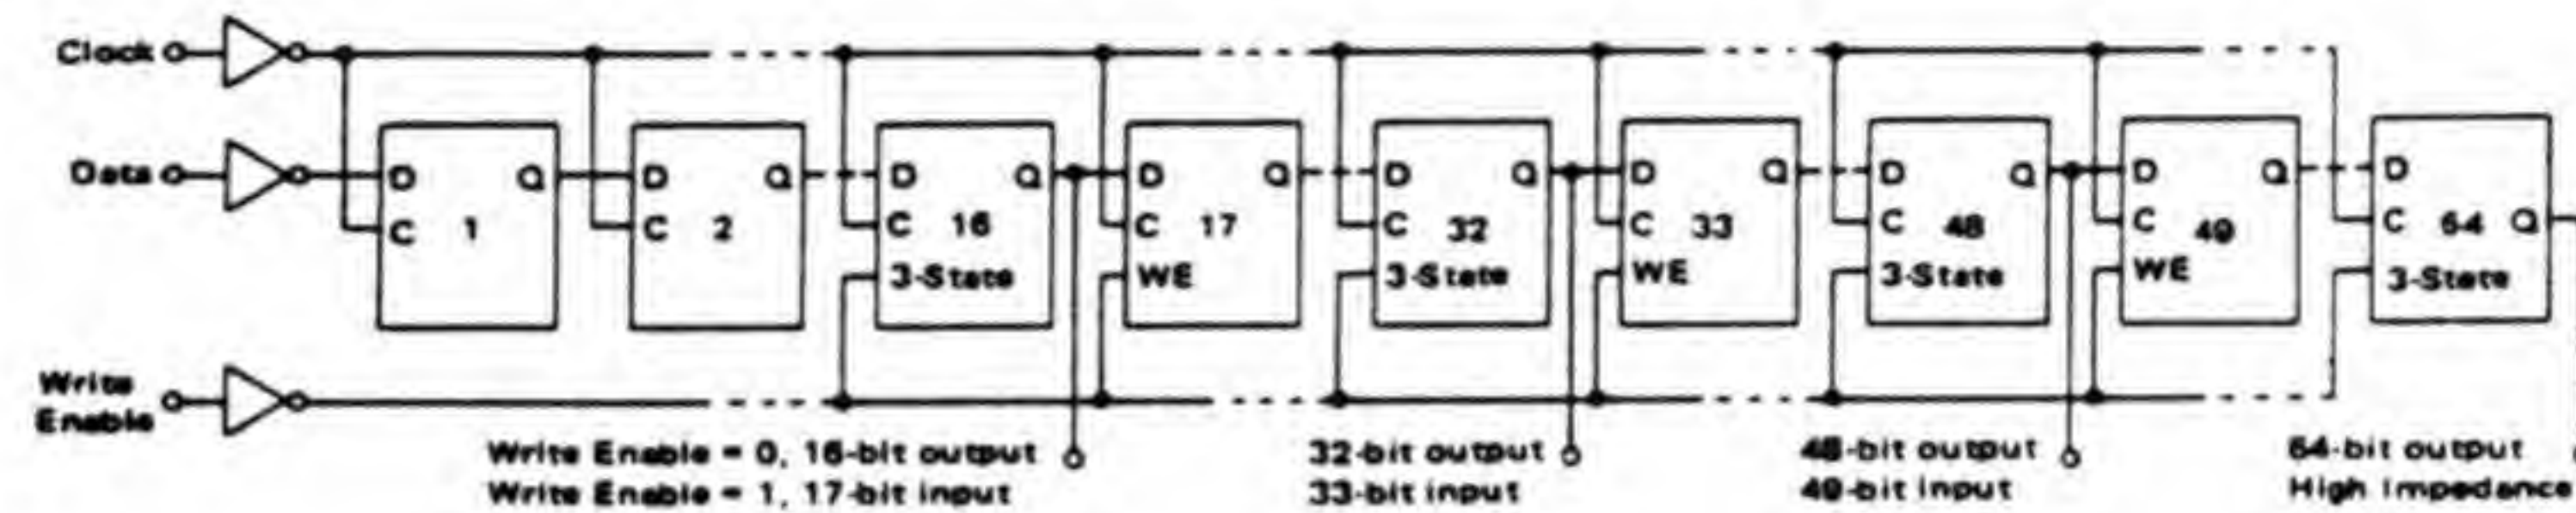 Clock
Data
D Q
C 1
D Q
C 2
D Q
C 16
3-State
D Q
C 17
WE
D Q
C 32
3-State
D Q
C 33
WE
D Q
C 48
3-State
D Q
C 49
WE
D
C 64 Q
3-State
Write
Enable
Write Enable = 0, 16-bit output
Write Enable = 1, 17-bit input
32-bit output
33-bit input
48-bit output
49-bit input
64-bit output
High Impedance